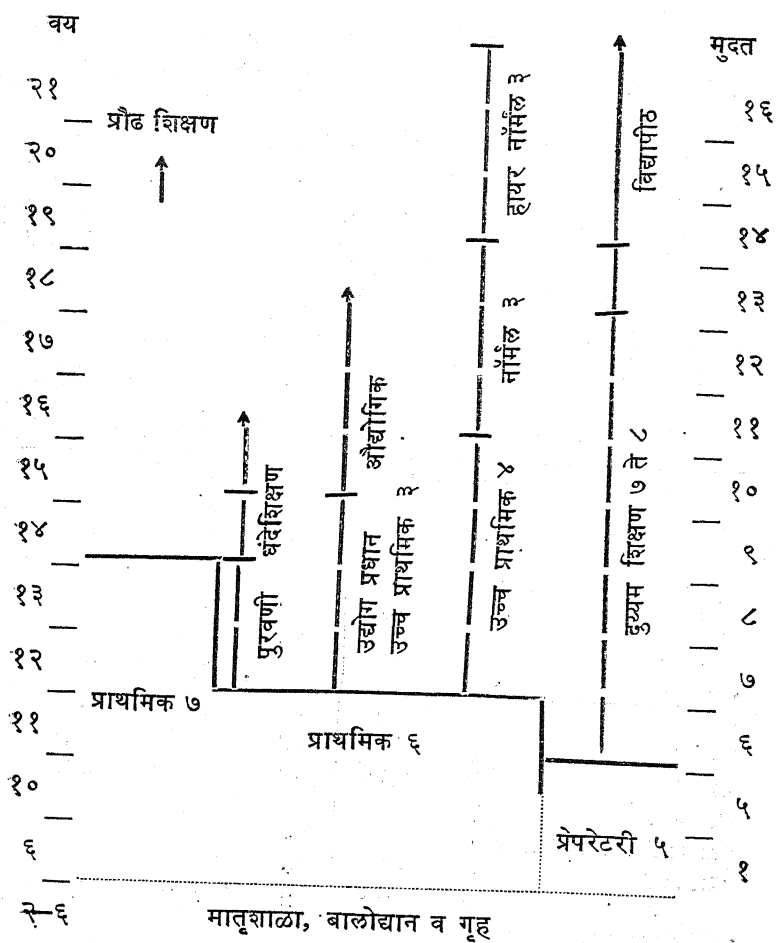 वय
मुदत
२१
२०
१९
१८
१७
१६
१५
१४
१३
१२
११
१०
६
२-६
प्रौढ शिक्षण
पुरवणी धंदेशिक्षण
उद्योग प्रधान औद्योगिक
उच्च प्राथमिक ३
उच्च प्राथमिक ४
नॉर्मल ३
हायर नॉर्मल ३
दुय्यम शिक्षण ७ ते ८
विद्यापीठ
१६
१५
१४
१३
१२
११
१०
९
८
७
६
५
१
प्राथमिक ७
प्राथमिक ६
प्रेपरेटरी ५
मातृशाळा, बालोद्यान व गृह